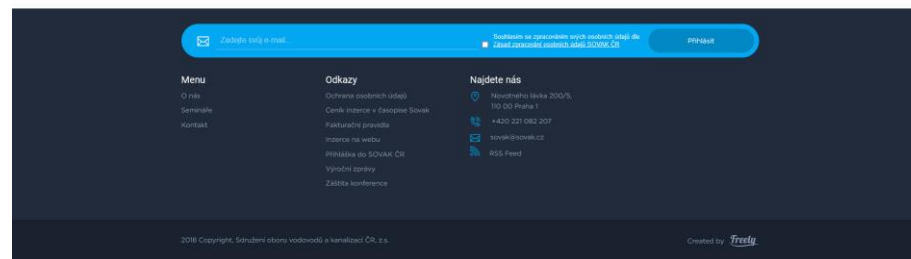 Zadejte svůj e-mail...
Souhlasím se zpracováním svých osobních údajů dle
Zásad zpracování osobních údajů SOVAK ČR
Přihlásit
Menu
O nás
Semináře
Kontakt
Odkazy
Ochrana osobních údajů
Ceník inzerce v časopise Sovak
Fakturační pravidla
Inzerce na webu
Přihláška do SOVAK ČR
Výroční zprávy
Záštita konference
Najdete nás
Novotného lávka 200/5,
110 00 Praha 1
+420 221 082 207
sovak@sovak.cz
RSS Feed
2018 Copyright, Sdružení oboru vodovodů a kanalizací ČR, z.s.
Created by Freely